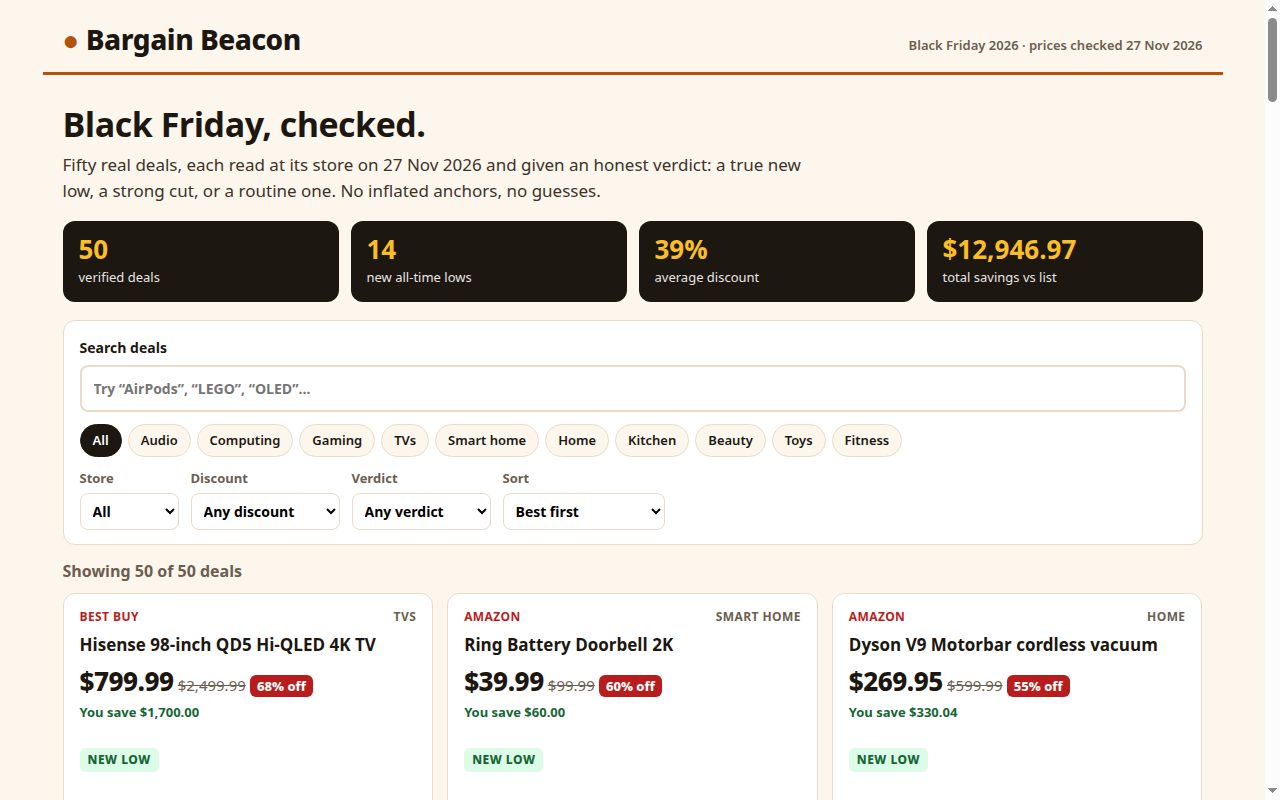 Bargain Beacon
Black Friday 2026 · prices checked 27 Nov 2026
Black Friday, checked.
Fifty real deals, each read at its store on 27 Nov 2026 and given an honest verdict: a true new
low, a strong cut, or a routine one. No inflated anchors, no guesses.
50
verified deals
14
new all-time lows
39%
average discount
$12,946.97
total savings vs list
Search deals
Try “AirPods”, “LEGO”, “OLED”…
All
Audio
Computing
Gaming
TVs
Smart home
Home
Kitchen
Beauty
Toys
Fitness
Store
Discount
Verdict
Sort
All
Any discount
Any verdict
Best first
Showing 50 of 50 deals
BEST BUY
TVS
Hisense 98-inch QD5 Hi-QLED 4K TV
$799.99 $2,499.99 68% off
You save $1,700.00
NEW LOW
AMAZON
SMART HOME
Ring Battery Doorbell 2K
$39.99 $99.99 60% off
You save $60.00
NEW LOW
AMAZON
HOME
Dyson V9 Motorbar cordless vacuum
$269.95 $599.99 55% off
You save $330.04
NEW LOW